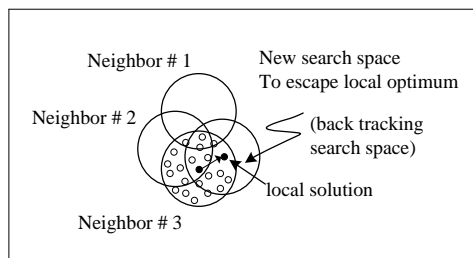 Neighbor # 1
New search space
To escape local optimum
Neighbor # 2
(back tracking
search space)
local solution
Neighbor # 3